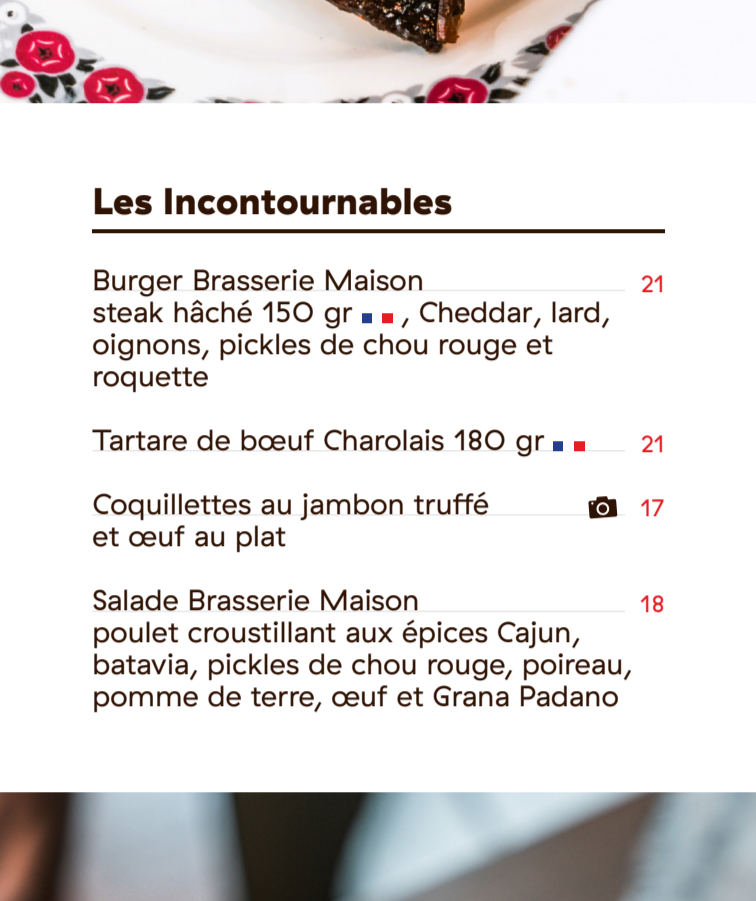 Les Incontournables
Burger Brasserie Maison 21
steak hâché 150 gr , Cheddar, lard,
oignons, pickles de chou rouge et
roquette
Tartare de bœuf Charolais 180 gr 21
Coquillettes au jambon truffé 17
et œuf au plat
Salade Brasserie Maison 18
poulet croustillant aux épices Cajun,
batavia, pickles de chou rouge, poireau,
pomme de terre, œuf et Grana Padano